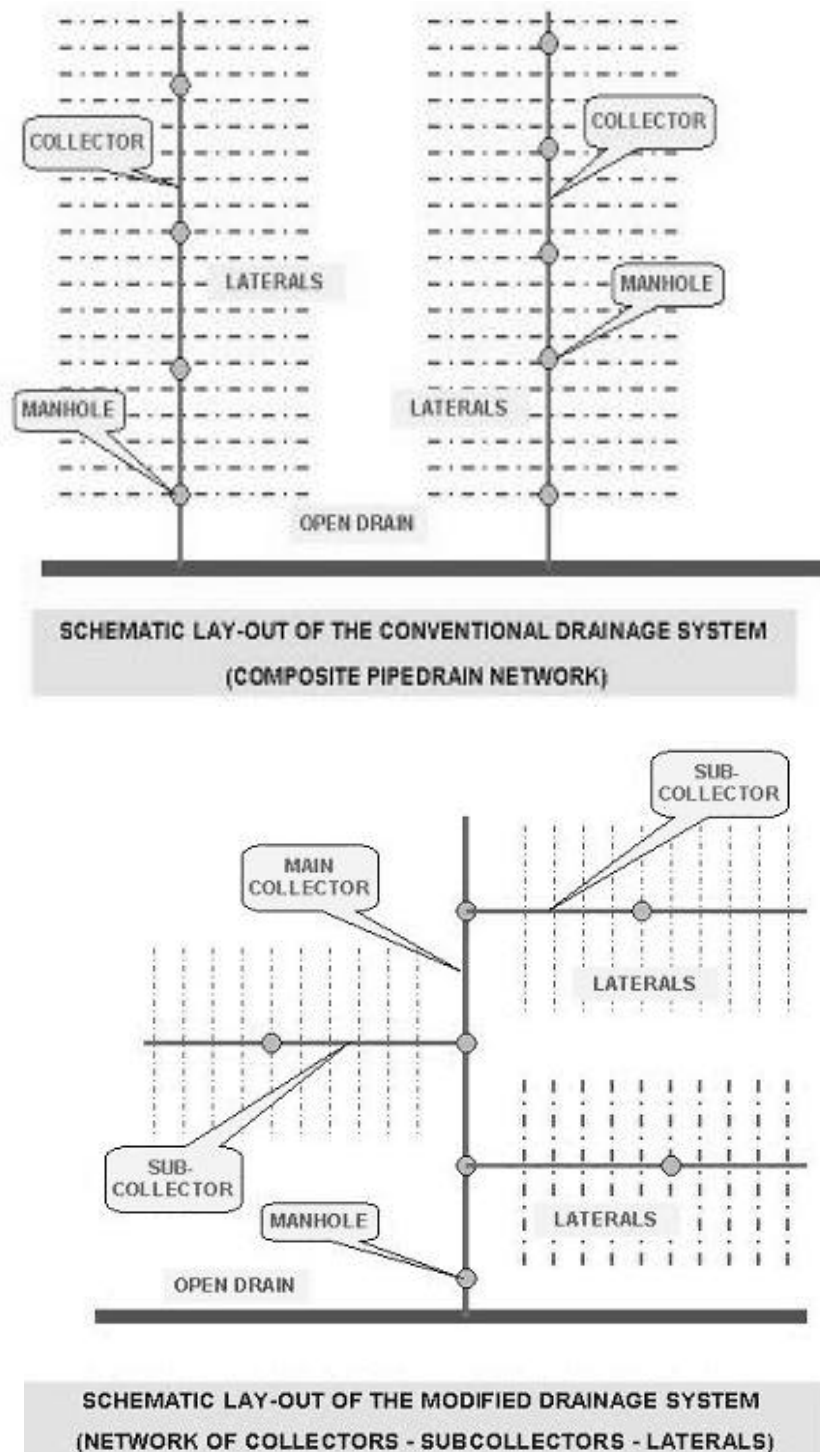 COLLECTOR
COLLECTOR
LATERALS
MANHOLE
MANHOLE
LATERALS
OPEN DRAIN
SCHEMATIC LAY-OUT OF THE CONVENTIONAL DRAINAGE SYSTEM
(COMPOSITE PIPEDRAIN NETWORK)
SUB-
COLLECTOR
MAIN
COLLECTOR
LATERALS
SUB-
COLLECTOR
MANHOLE
LATERALS
OPEN DRAIN
SCHEMATIC LAY-OUT OF THE MODIFIED DRAINAGE SYSTEM
(NETWORK OF COLLECTORS - SUBCOLLECTORS - LATERALS)